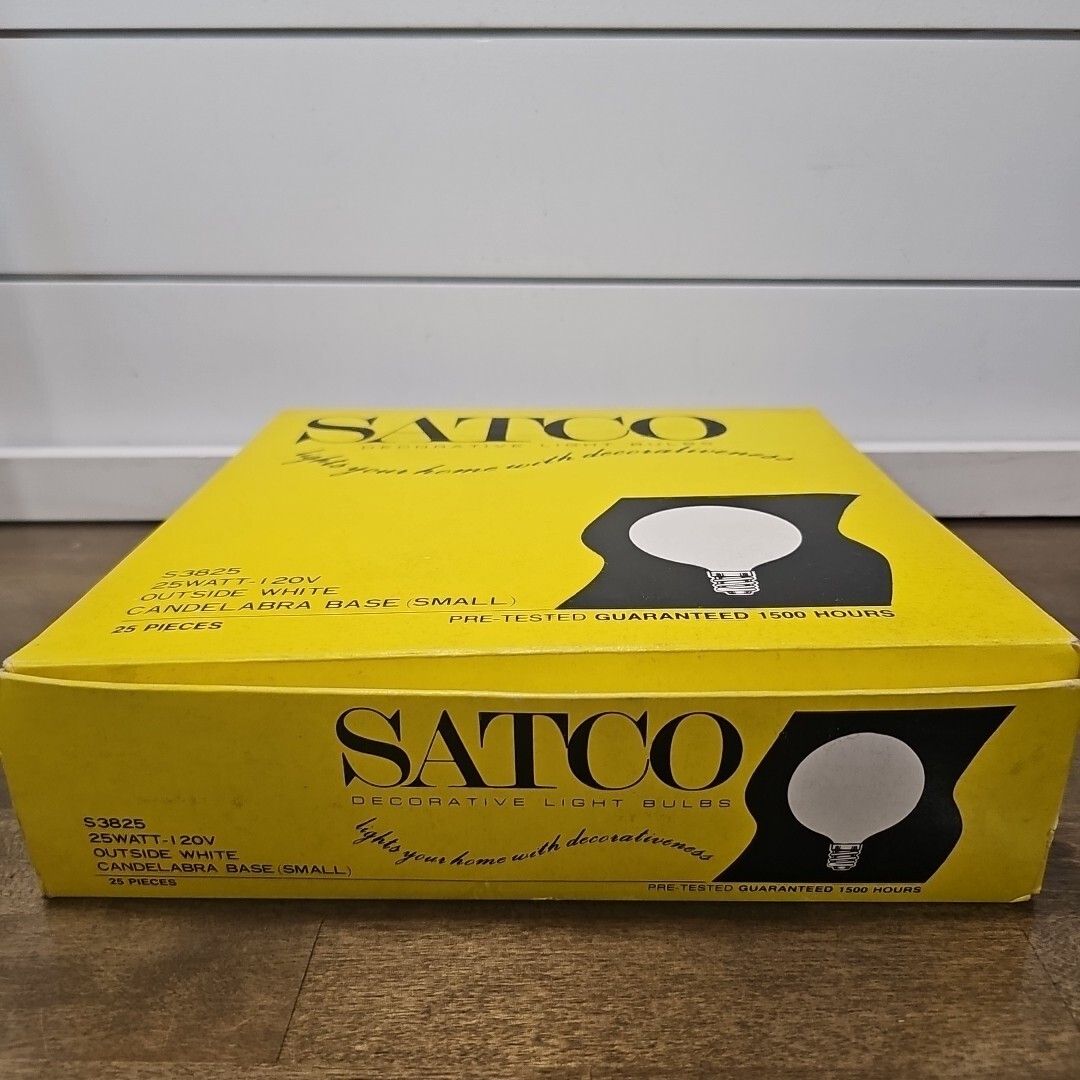 SATCO
DECORATIVE LIGHT BULBS
lights your home with decorativeness
S3825
25WATT-120V
OUTSIDE WHITE
CANDELABRA BASE (SMALL)
25 PIECES
PRE-TESTED GUARANTEED 1500 HOURS
SATCO
DECORATIVE LIGHT BULBS
lights your home with decorativeness
S3825
25WATT-120V
OUTSIDE WHITE
CANDELABRA BASE (SMALL)
25 PIECES
PRE-TESTED GUARANTEED 1500 HOURS